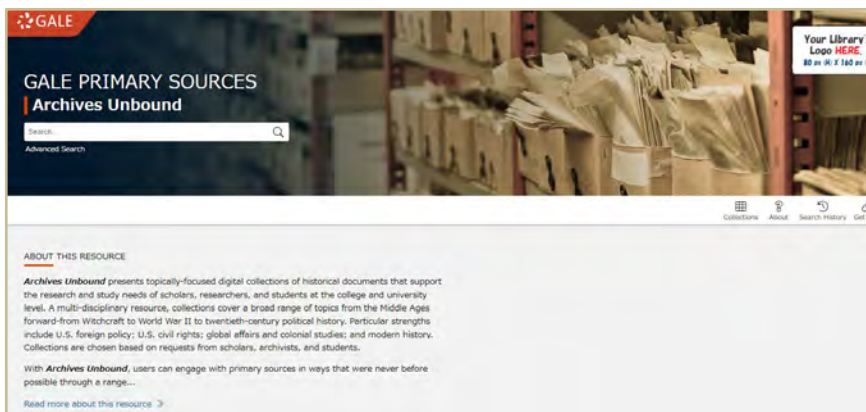 GALE
Your Library
Logo HERE.
GALE PRIMARY SOURCES
Archives Unbound
Search...
Advanced Search
Collections About Search History Get
ABOUT THIS RESOURCE
Archives Unbound presents topically-focused digital collections of historical documents that support
the research and study needs of scholars, researchers, and students at the college and university
level. A multi-disciplinary resource, collections cover a broad range of topics from the Middle Ages
forward-from Witchcraft to World War II to twentieth-century political history. Particular strengths
include U.S. foreign policy; U.S. civil rights; global affairs and colonial studies; and modern history.
Collections are chosen based on requests from scholars, archivists, and students.
With Archives Unbound, users can engage with primary sources in ways that were never before
possible through a range...
Read more about this resource >